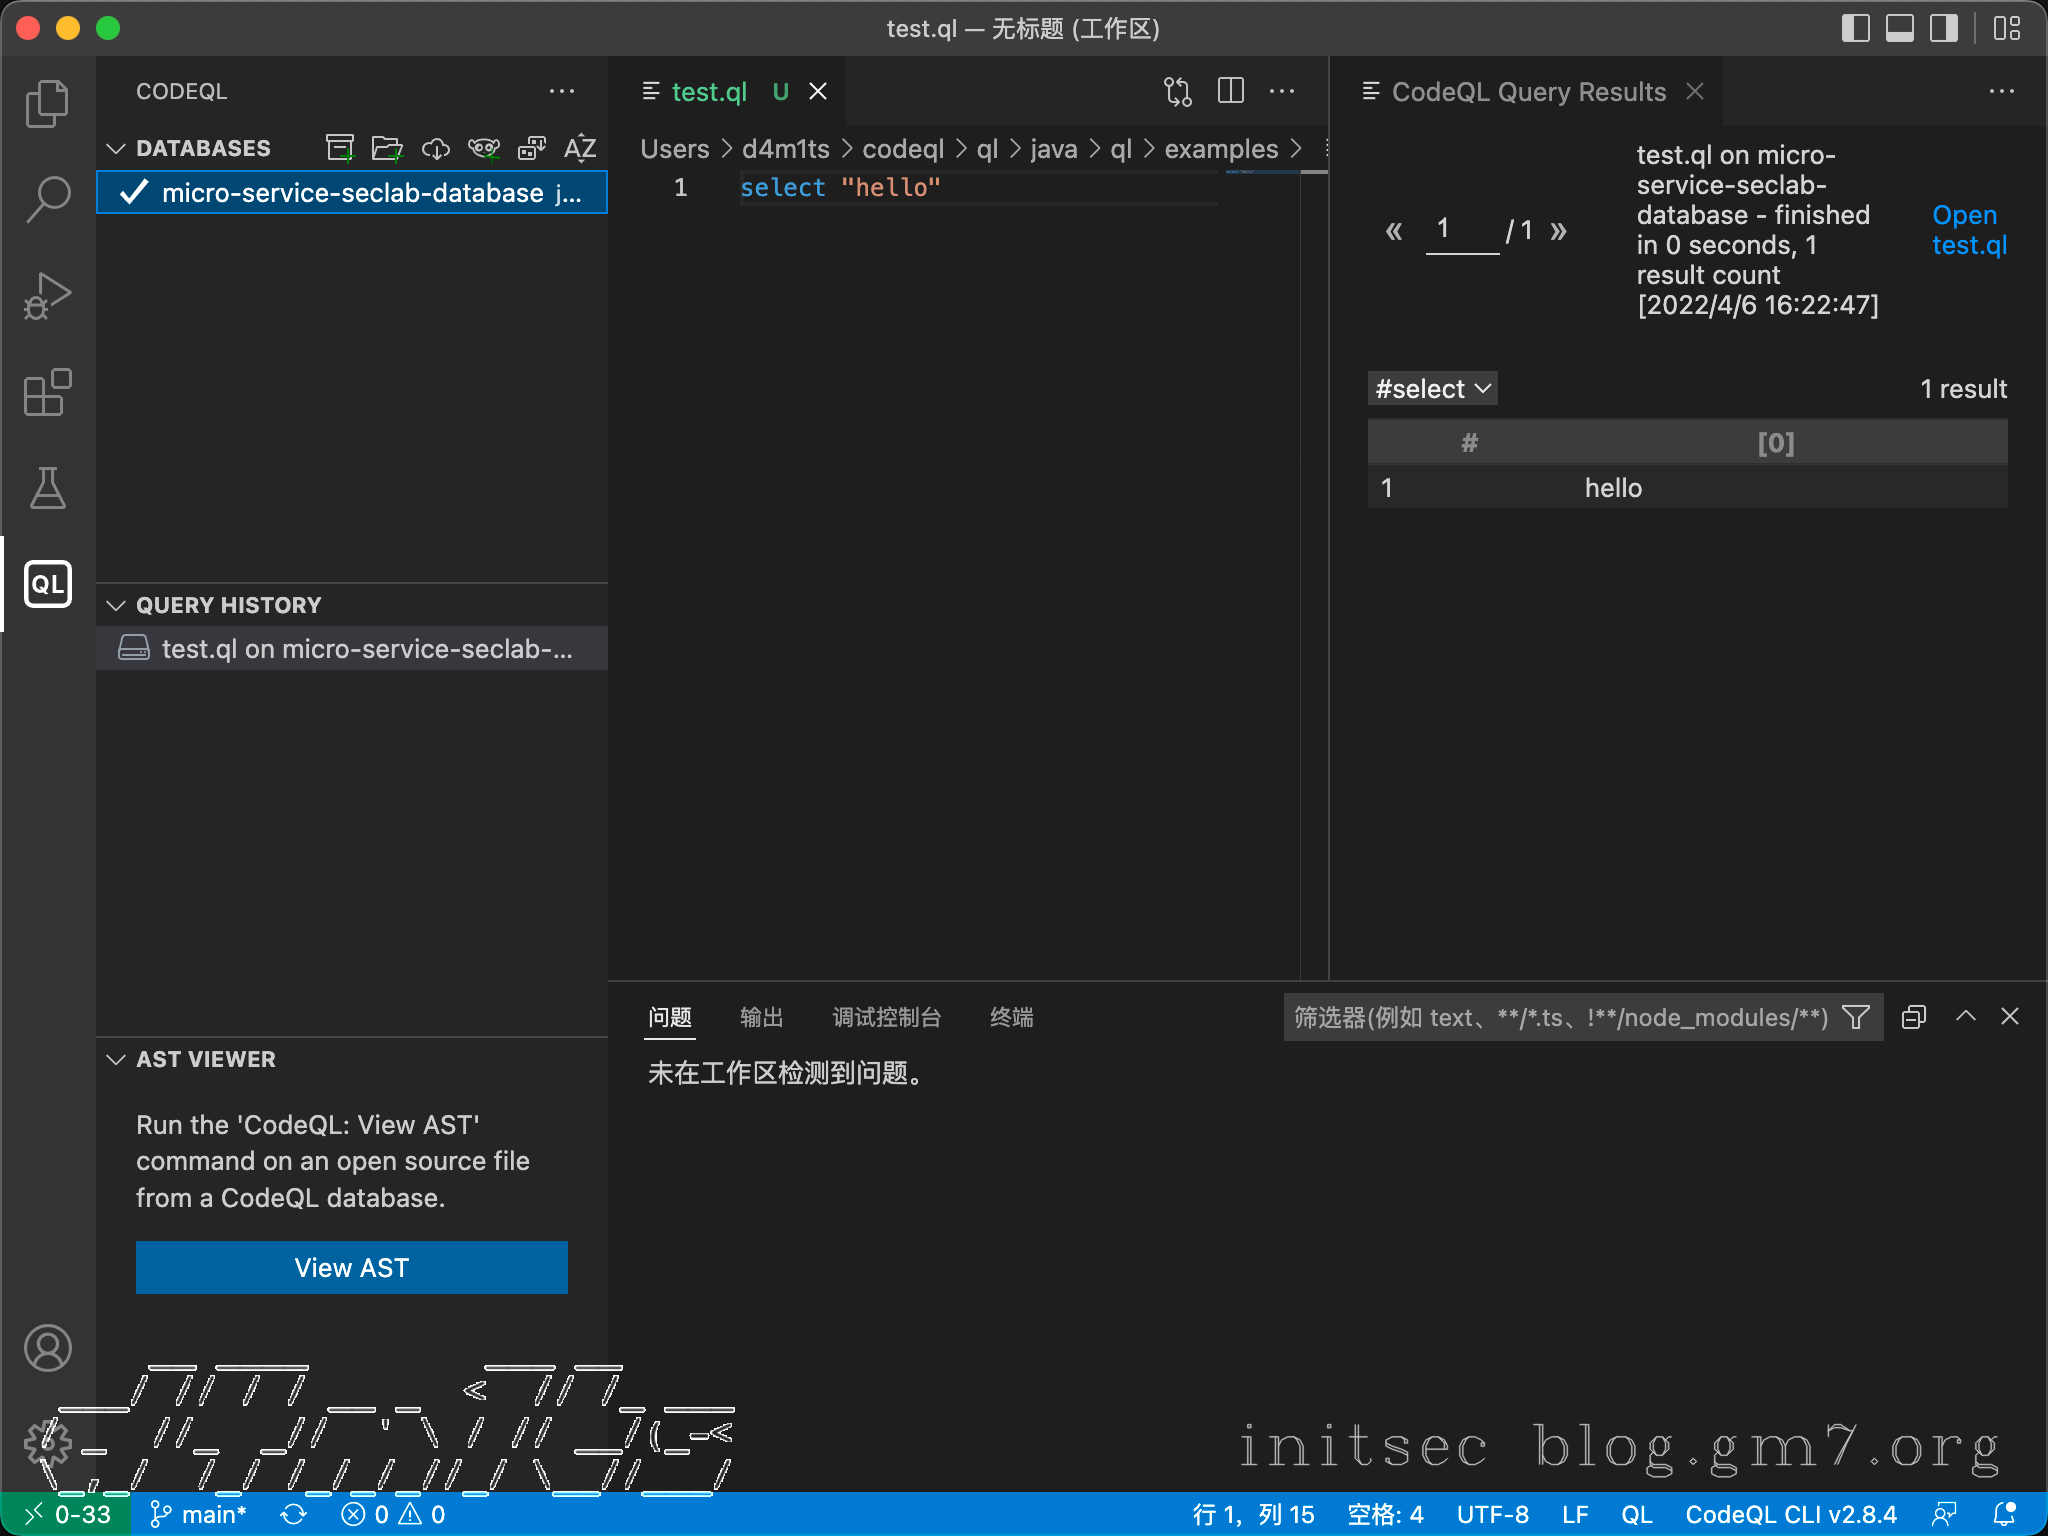 test.ql — 无标题 (工作区)
CODEQL
DATABASES
micro-service-seclab-database j...
QUERY HISTORY
test.ql on micro-service-seclab-...
AST VIEWER
Run the 'CodeQL: View AST'
command on an open source file
from a CodeQL database.
View AST
test.ql U
Users > d4m1ts > codeql > ql > java > ql > examples >
1 select "hello"
CodeQL Query Results
« 1 / 1 »
test.ql on micro-
service-seclab-
database - finished
in 0 seconds, 1
result count
[2022/4/6 16:22:47]
Open
test.ql
#select
1 result
# [0]
1 hello
问题 输出 调试控制台 终端
筛选器(例如 text、**/*.ts、!**/node_modules/**)
未在工作区检测到问题。
initsec blog.gm7.org
0-33 main* 0 0
行 1，列 15 空格: 4 UTF-8 LF QL CodeQL CLI v2.8.4
QL
AZ